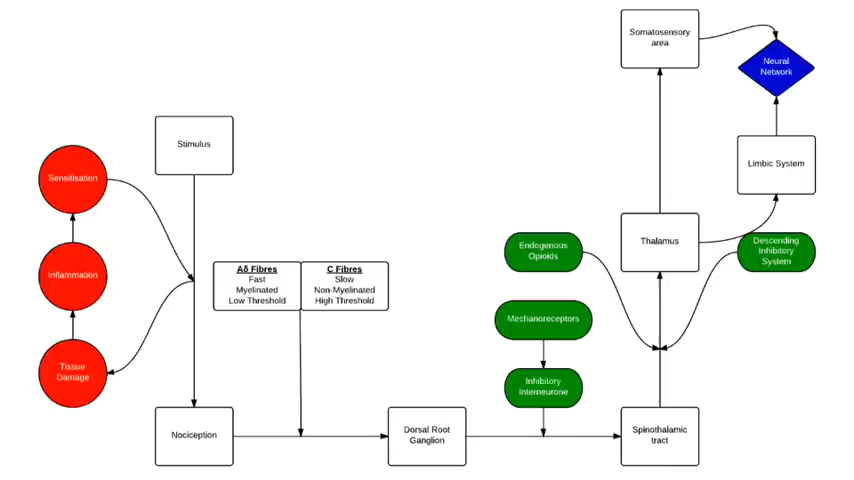 Somatosensory
area
Neural
Network
Stimulus
Limbic System
Sensitisation
Thalamus
Endogenous
Opioids
Descending
Inhibitory
System
Inflammation
Aδ Fibres
Fast
Myelinated
Low Threshold
C Fibres
Slow
Non-Myelinated
High Threshold
Mechanoreceptors
Tissue
Damage
Inhibitory
Interneurone
Nociception
Dorsal Root
Ganglion
Spinothalamic
tract